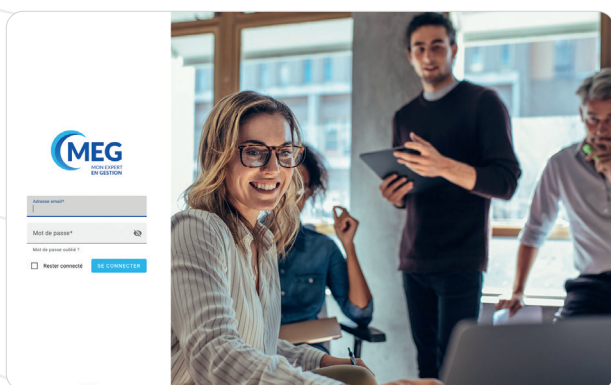 MEG
MON EXPERT
EN GESTION
Adresse email*
Mot de passe*
Mot de passe oublié ?
Rester connecté
SE CONNECTER